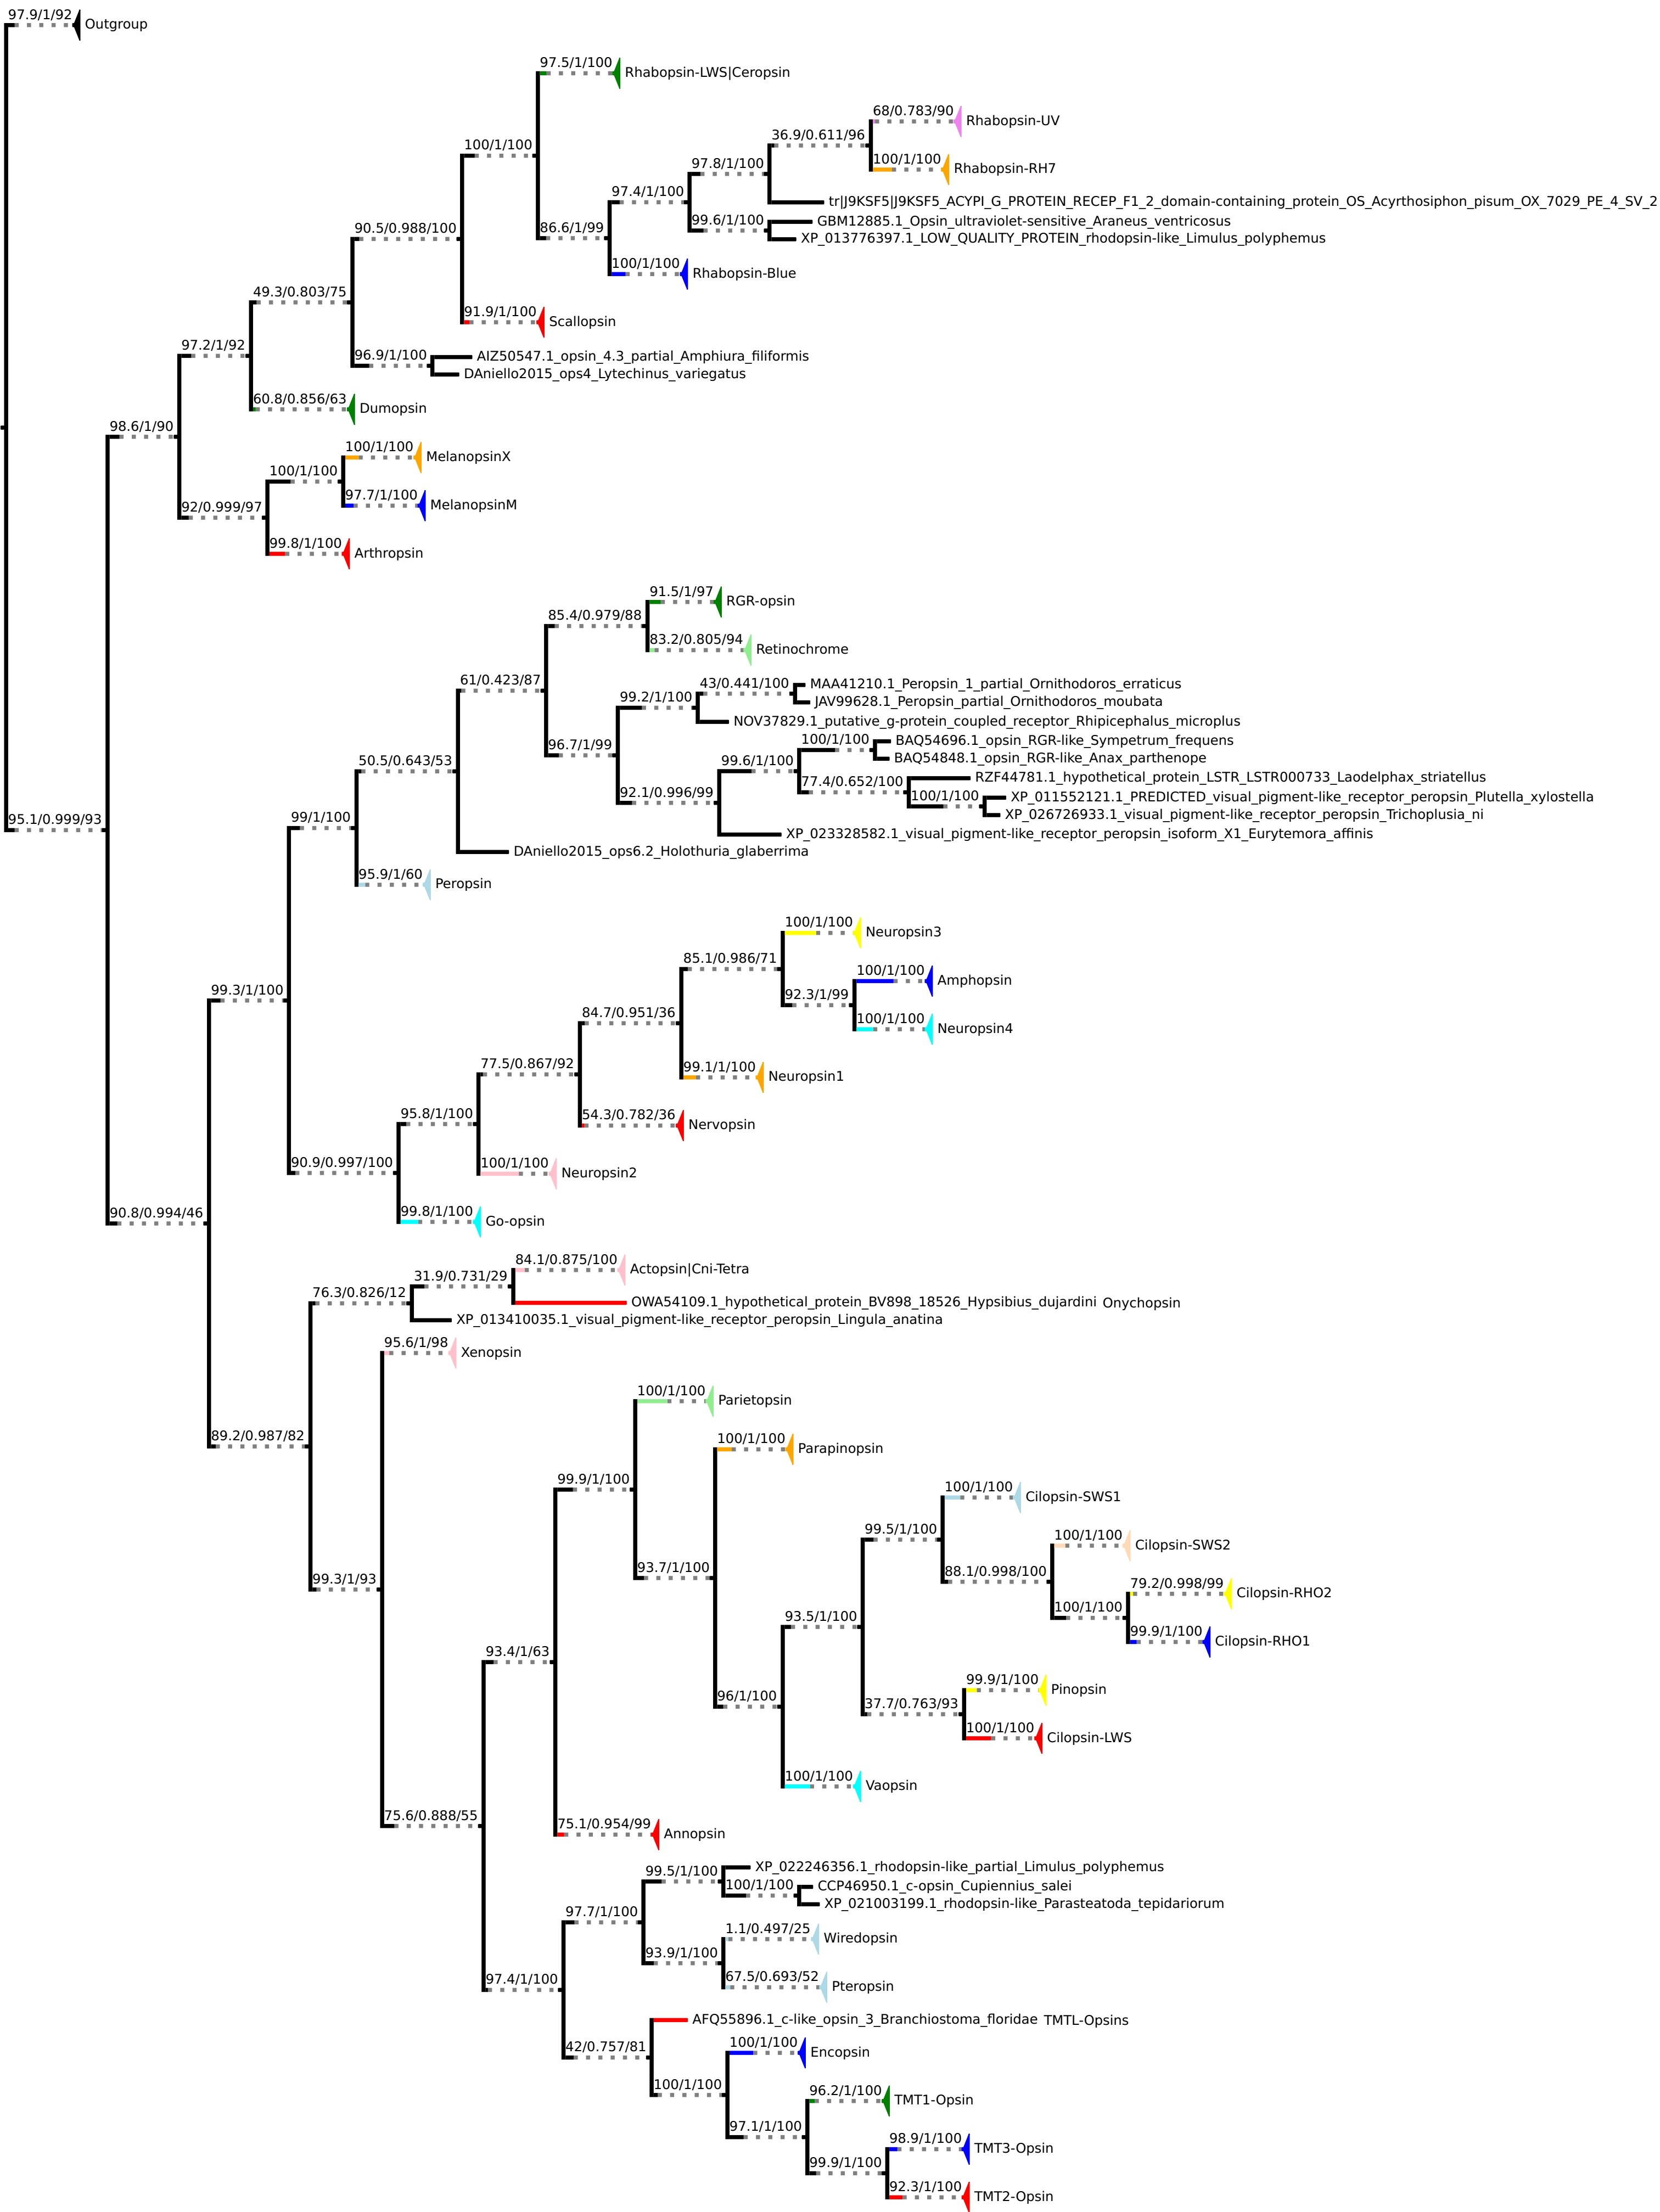 97.9/1/92 Outgroup
97.5/1/100 Rhabopsin-LWS|Ceropsin
68/0.783/90 Rhabopsin-UV
36.9/0.611/96
100/1/100
97.8/1/100
100/1/100 Rhabopsin-RH7
97.4/1/100
tr|J9KSF5|J9KSF5_ACYPI_G_PROTEIN_RECEP_F1_2_domain-containing_protein_OS_Acyrthosiphon_pisum_OX_7029_PE_4_SV_2
99.6/1/100 GBM12885.1_Opsin_ultraviolet-sensitive_Araneus_ventricosus
90.5/0.988/100
86.6/1/99
XP_013776397.1_LOW_QUALITY_PROTEIN_rhodopsin-like_Limulus_polyphemus
100/1/100 Rhabopsin-Blue
49.3/0.803/75
91.9/1/100 Scallopsin
97.2/1/92
96.9/1/100 AIZ50547.1_opsin_4.3_partial_Amphiura_filiformis
DAniello2015_ops4_Lytechinus_variegatus
60.8/0.856/63 Dumopsin
98.6/1/90
100/1/100 MelanopsinX
100/1/100
97.7/1/100 MelanopsinM
92/0.999/97
99.8/1/100 Arthropsin
91.5/1/97 RGR-opsin
85.4/0.979/88
83.2/0.805/94 Retinochrome
61/0.423/87
43/0.441/100 MAA41210.1_Peropsin_1_partial_Ornithodoros_erraticus
99.2/1/100
JAV99628.1_Peropsin_partial_Ornithodoros_moubata
NOV37829.1_putative_g-protein_coupled_receptor_Rhipicephalus_microplus
100/1/100 BAQ54696.1_opsin_RGR-like_Sympetrum_frequens
96.7/1/99
99.6/1/100
BAQ54848.1_opsin_RGR-like_Anax_parthenope
50.5/0.643/53
77.4/0.652/100
RZF44781.1_hypothetical_protein_LSTR_LSTR000733_Laodelphax_striatellus
92.1/0.996/99
100/1/100 XP_011552121.1_PREDICTED_visual_pigment-like_receptor_peropsin_Plutella_xylostella
XP_026726933.1_visual_pigment-like_receptor_peropsin_Trichoplusia_ni
95.1/0.999/93
99/1/100
XP_023328582.1_visual_pigment-like_receptor_peropsin_isoform_X1_Eurytemora_affinis
DAniello2015_ops6.2_Holothuria_glaberrima
95.9/1/60 Peropsin
100/1/100 Neuropsin3
85.1/0.986/71
100/1/100 Amphopsin
99.3/1/100
92.3/1/99
84.7/0.951/36
100/1/100 Neuropsin4
77.5/0.867/92
99.1/1/100 Neuropsin1
95.8/1/100
54.3/0.782/36 Nervopsin
90.9/0.997/100
100/1/100 Neuropsin2
90.8/0.994/46
99.8/1/100 Go-opsin
84.1/0.875/100 Actopsin|Cni-Tetra
31.9/0.731/29
76.3/0.826/12
OWA54109.1_hypothetical_protein_BV898_18526_Hypsibius_dujardini Onychopsin
XP_013410035.1_visual_pigment-like_receptor_peropsin_Lingula_anatina
95.6/1/98 Xenopsin
100/1/100 Parietopsin
89.2/0.987/82
100/1/100 Parapinopsin
99.9/1/100
100/1/100 Cilopsin-SWS1
99.5/1/100
100/1/100 Cilopsin-SWS2
99.3/1/93
93.7/1/100
88.1/0.998/100
79.2/0.998/99 Cilopsin-RHO2
100/1/100
93.5/1/100
99.9/1/100 Cilopsin-RHO1
93.4/1/63
99.9/1/100 Pinopsin
96/1/100
37.7/0.763/93
100/1/100 Cilopsin-LWS
100/1/100 Vaopsin
75.6/0.888/55
75.1/0.954/99 Annopsin
99.5/1/100 XP_022246356.1_rhodopsin-like_partial_Limulus_polyphemus
100/1/100 CCP46950.1_c-opsin_Cupiennius_salei
XP_021003199.1_rhodopsin-like_Parasteatoda_tepidariorum
97.7/1/100
1.1/0.497/25 Wiredopsin
93.9/1/100
97.4/1/100
67.5/0.693/52 Pteropsin
AFQ55896.1_c-like_opsin_3_Branchiostoma_floridae TMTL-Opsins
42/0.757/81
100/1/100 Encopsin
100/1/100
96.2/1/100 TMT1-Opsin
97.1/1/100
98.9/1/100 TMT3-Opsin
99.9/1/100
92.3/1/100 TMT2-Opsin